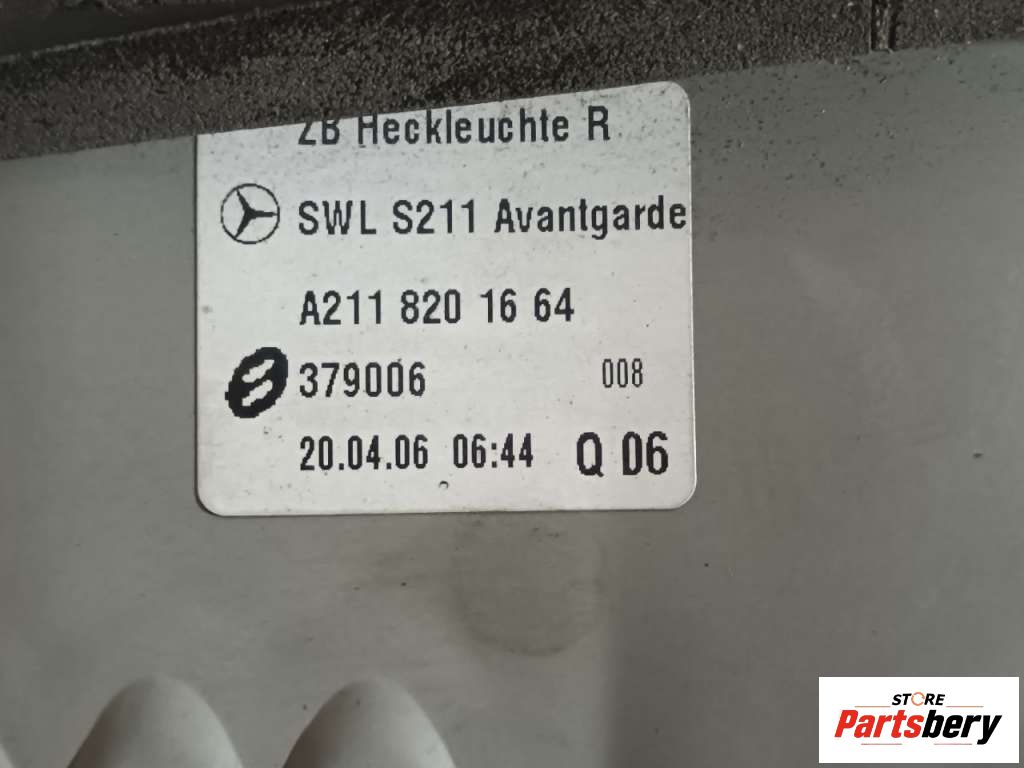 ZB Heckleuchte R
SWL S211 Avantgarde
A211 820 16 64
379006 008
20.04.06 06:44 Q 06
STORE
Partsbery